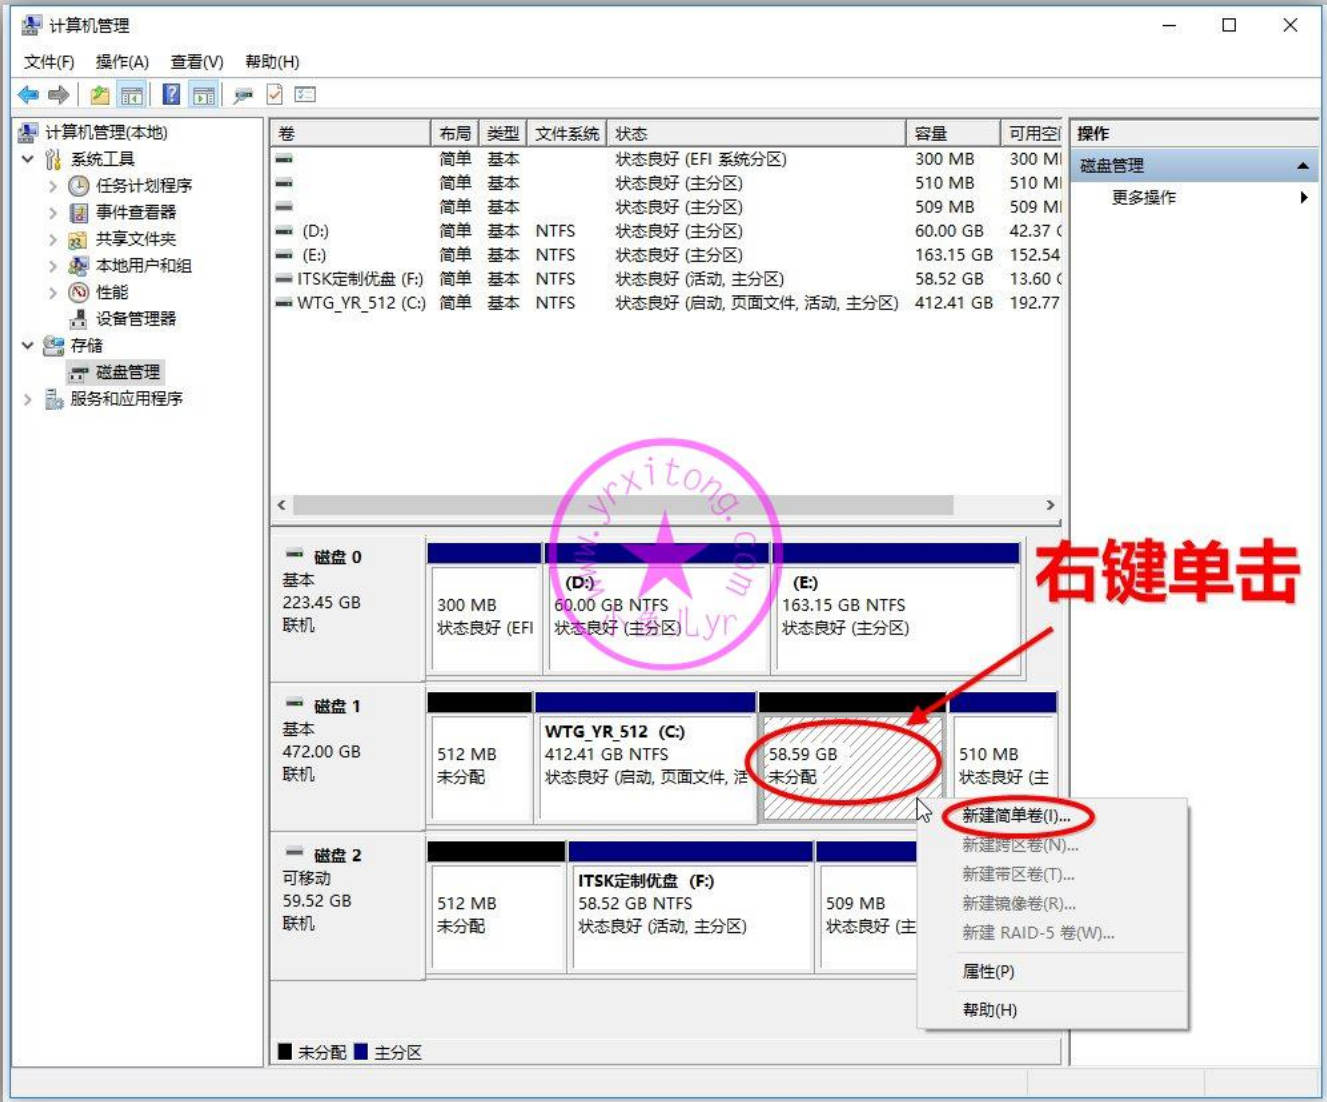 计算机管理
文件(F) 操作(A) 查看(V) 帮助(H)
计算机管理(本地)
系统工具
任务计划程序
事件查看器
共享文件夹
本地用户和组
性能
设备管理器
存储
磁盘管理
服务和应用程序
卷 布局 类型 文件系统 状态 容量 可用空
简单 基本 状态良好 (EFI 系统分区) 300 MB 300 M
简单 基本 状态良好 (主分区) 510 MB 510 M
简单 基本 状态良好 (主分区) 509 MB 509 M
(D:) 简单 基本 NTFS 状态良好 (主分区) 60.00 GB 42.37
(E:) 简单 基本 NTFS 状态良好 (主分区) 163.15 GB 152.54
ITSK定制优盘 (F:) 简单 基本 NTFS 状态良好 (活动, 主分区) 58.52 GB 13.60
WTG_YR_512 (C:) 简单 基本 NTFS 状态良好 (启动, 页面文件, 活动, 主分区) 412.41 GB 192.77
操作
磁盘管理
更多操作
www.yrxitong.com
小鱼儿yr
磁盘 0
基本
223.45 GB
联机
300 MB
状态良好 (EFI
(D:)
60.00 GB NTFS
状态良好 (主分区)
(E:)
163.15 GB NTFS
状态良好 (主分区)
右键单击
磁盘 1
基本
472.00 GB
联机
512 MB
未分配
WTG_YR_512 (C:)
412.41 GB NTFS
状态良好 (启动, 页面文件, 活
58.59 GB
未分配
510 MB
状态良好 (主
磁盘 2
可移动
59.52 GB
联机
512 MB
未分配
ITSK定制优盘 (F:)
58.52 GB NTFS
状态良好 (活动, 主分区)
509 MB
状态良好 (主
新建简单卷(I)...
新建跨区卷(N)...
新建带区卷(T)...
新建镜像卷(R)...
新建 RAID-5 卷(W)...
属性(P)
帮助(H)
未分配 主分区